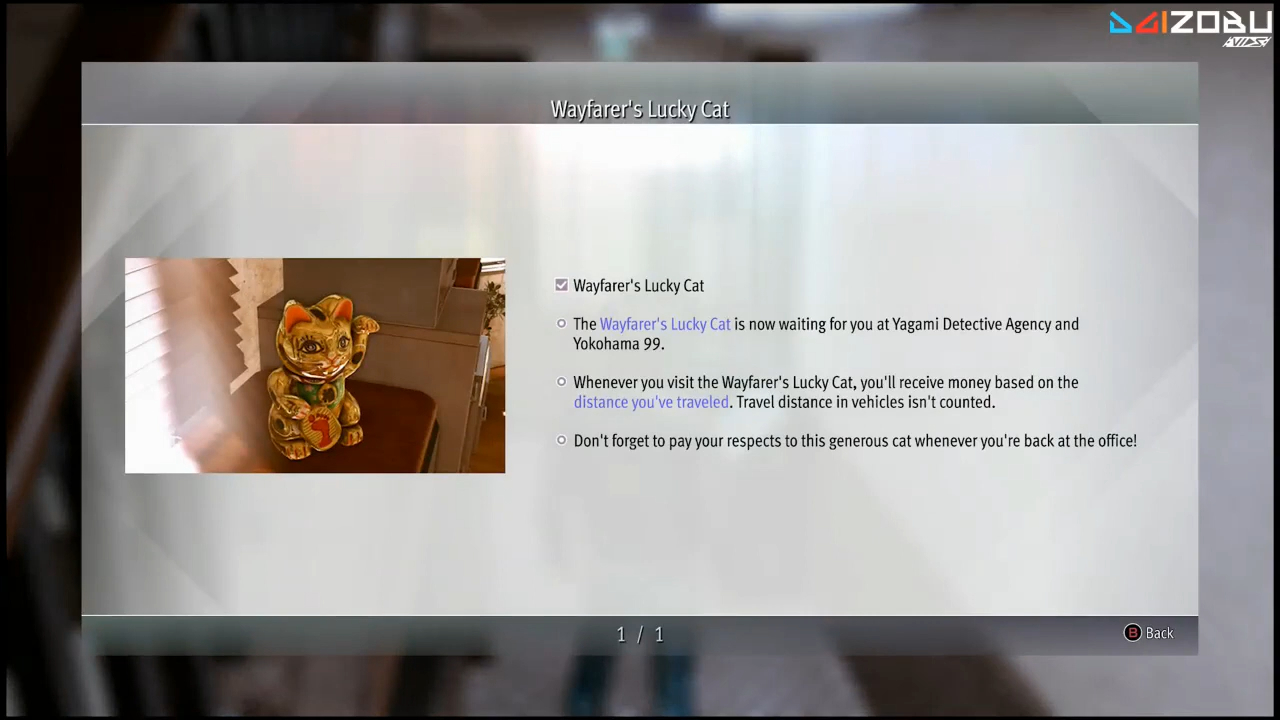 DAIZOBU
Wayfarer's Lucky Cat
Wayfarer's Lucky Cat
The Wayfarer's Lucky Cat is now waiting for you at Yagami Detective Agency and
Yokohama 99.
Whenever you visit the Wayfarer's Lucky Cat, you'll receive money based on the
distance you've traveled. Travel distance in vehicles isn't counted.
Don't forget to pay your respects to this generous cat whenever you're back at the office!
1 / 1
B Back